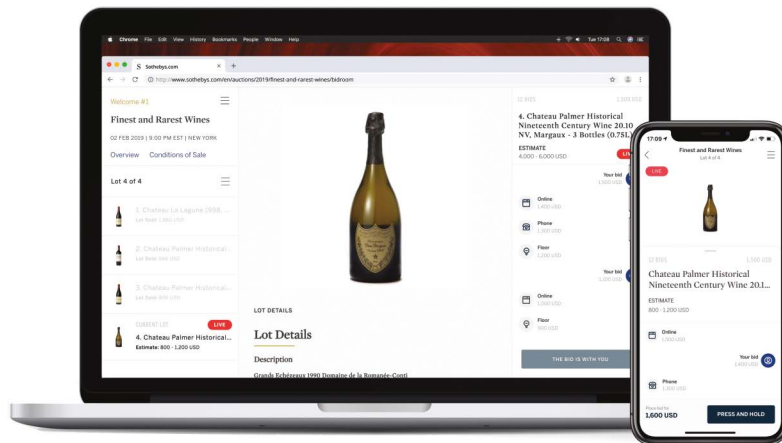 Chrome File Edit View History Bookmarks People Window Help
Tue 17:08
S Sothebys.com
http://www.sothebys.com/en/auctions/2019/finest-and-rarest-wines/bidroom
Welcome #1
Finest and Rarest Wines
02 FEB 2019 | 9:00 PM EST | NEW YORK
Overview Conditions of Sale
Lot 4 of 4
1. Chateau La Lagune 1998, ...
2. Chateau Palmer Historical...
3. Chateau Palmer Historical...
CURRENT LOT
LIVE
4. Chateau Palmer Historical...
Estimate: 800 - 1,200 USD
LOT DETAILS
Lot Details
Description
Grands Echézeaux 1990 Domaine de la Romanée-Conti
12 BIDS 1,500 USD
4. Chateau Palmer Historical
Nineteenth Century Wine 20.10
NV, Margaux - 3 Bottles (0.75L)
ESTIMATE
4.000 - 6.000 USD
Your bid
Online
Phone
Floor
Your bid
Online
Floor
THE BID IS WITH YOU
17:09
Finest and Rarest Wines
Lot 4 of 4
LIVE
12 BIDS 1,500 USD
Chateau Palmer Historical
Nineteenth Century Wine 20.1...
ESTIMATE
800 - 1,200 USD
Online
Your bid
Phone
1,600 USD
PRESS AND HOLD